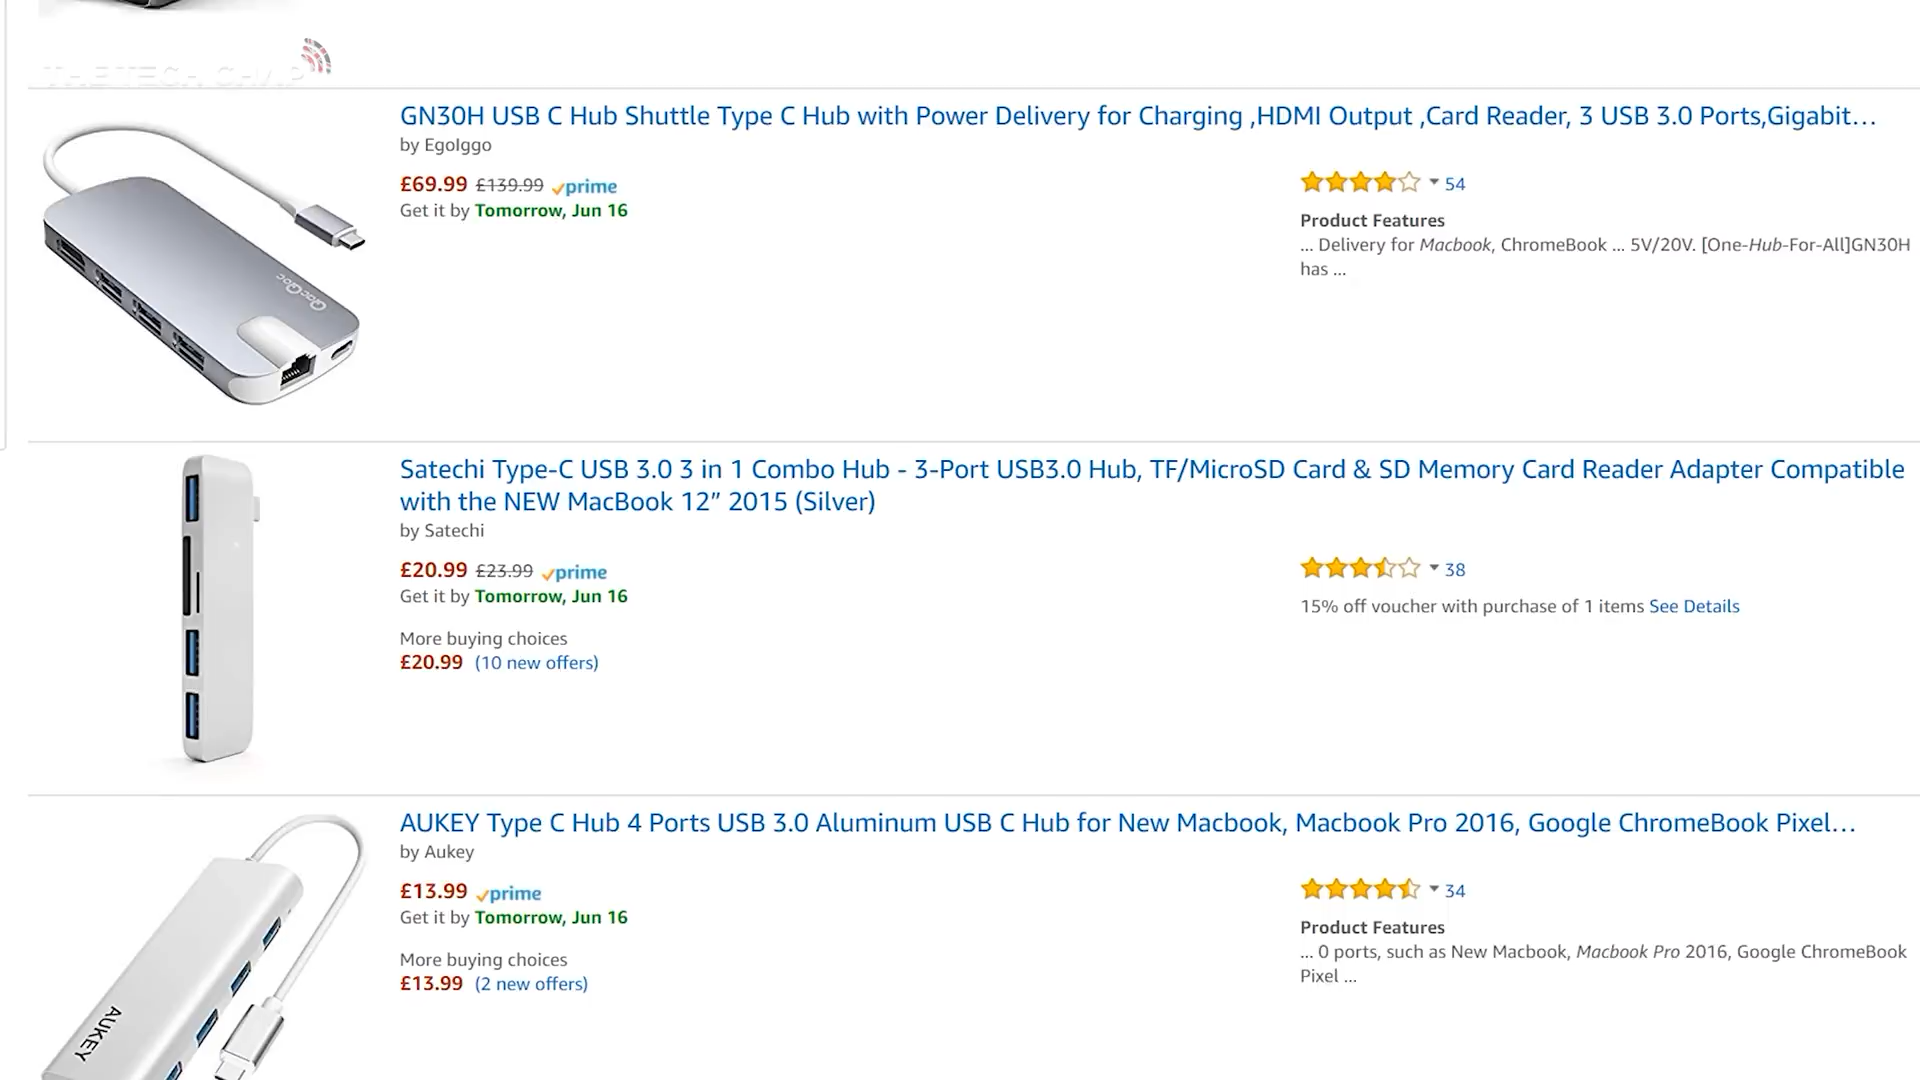 THE TECH CHAP
GN30H USB C Hub Shuttle Type C Hub with Power Delivery for Charging ,HDMI Output ,Card Reader, 3 USB 3.0 Ports,Gigabit…
by Egolggo
£69.99 £139.99 prime
Get it by Tomorrow, Jun 16
54
Product Features
... Delivery for Macbook, ChromeBook ... 5V/20V. [One-Hub-For-All]GN30H
has ...
QacQoc
Satechi Type-C USB 3.0 3 in 1 Combo Hub - 3-Port USB3.0 Hub, TF/MicroSD Card & SD Memory Card Reader Adapter Compatible
with the NEW MacBook 12” 2015 (Silver)
by Satechi
£20.99 £23.99 prime
Get it by Tomorrow, Jun 16
More buying choices
£20.99 (10 new offers)
38
15% off voucher with purchase of 1 items See Details
AUKEY Type C Hub 4 Ports USB 3.0 Aluminum USB C Hub for New Macbook, Macbook Pro 2016, Google ChromeBook Pixel…
by Aukey
£13.99 prime
Get it by Tomorrow, Jun 16
More buying choices
£13.99 (2 new offers)
34
Product Features
... 0 ports, such as New Macbook, Macbook Pro 2016, Google ChromeBook
Pixel ...
AUKEY